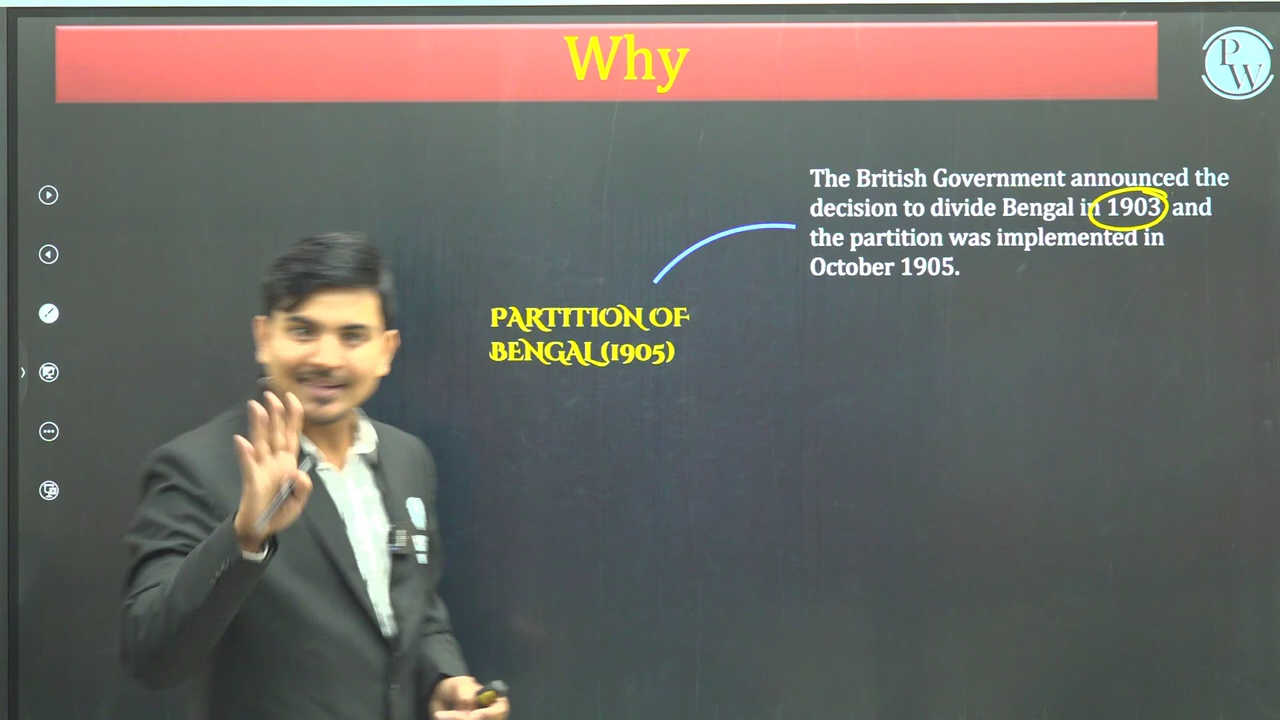 Why
PW
The British Government announced the
decision to divide Bengal in 1903 and
the partition was implemented in
October 1905.
PARTITION OF
BENGAL (1905)